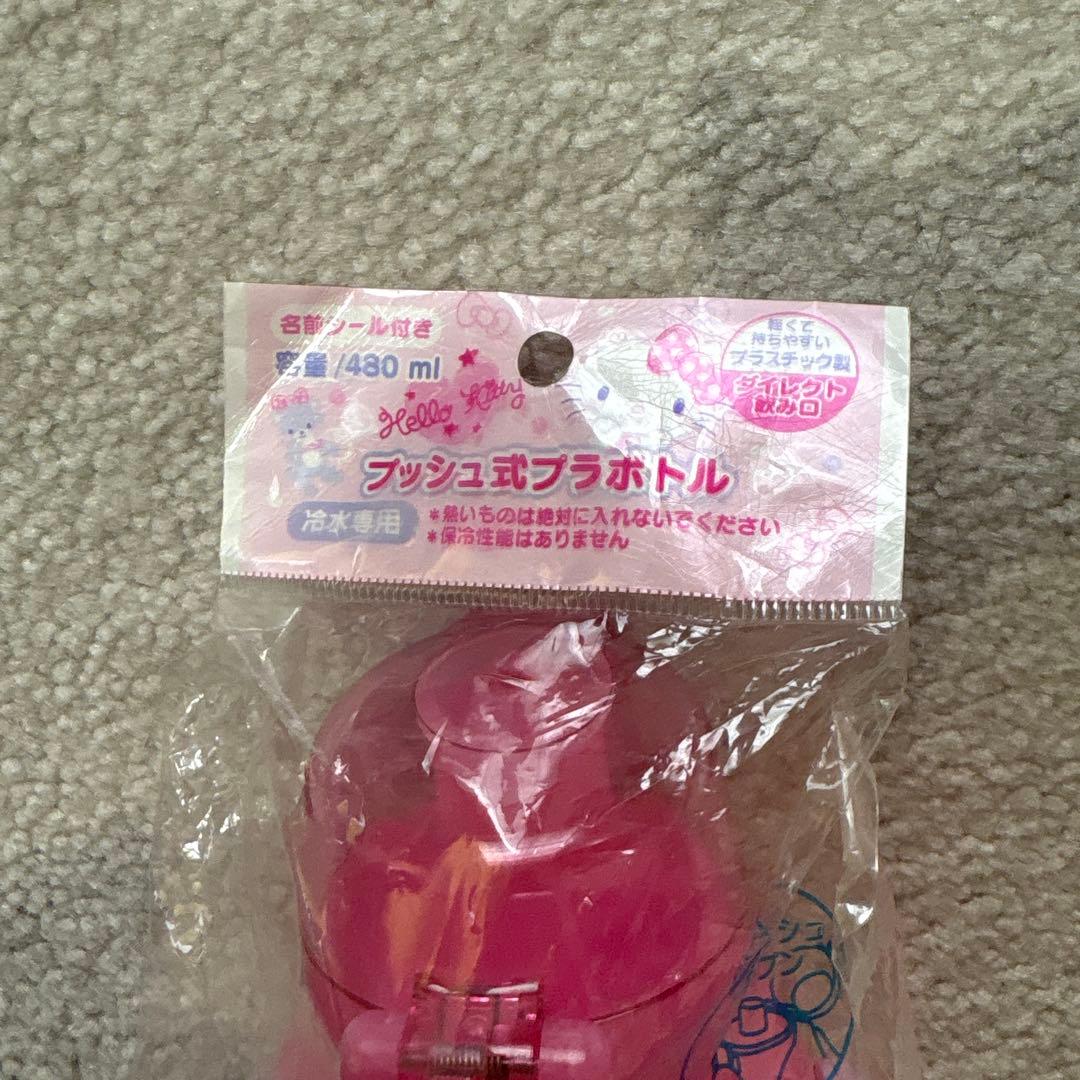 名前シール付き
容量/480 ml
Hello Kitty
軽くて
持ちやすい
プラスチック製
ダイレクト
飲み口
プッシュ式プラボトル
冷水専用
*熱いものは絶対に入れないでください
*保冷性能はありません